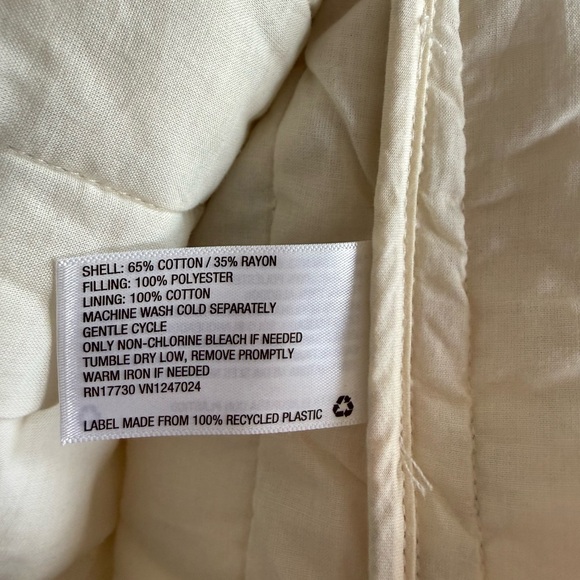 SHELL: 65% COTTON / 35% RAYON
FILLING: 100% POLYESTER
LINING: 100% COTTON
MACHINE WASH COLD SEPARATELY
GENTLE CYCLE
ONLY NON-CHLORINE BLEACH IF NEEDED
TUMBLE DRY LOW, REMOVE PROMPTLY
WARM IRON IF NEEDED
RN17730 VN1247024
LABEL MADE FROM 100% RECYCLED PLASTIC